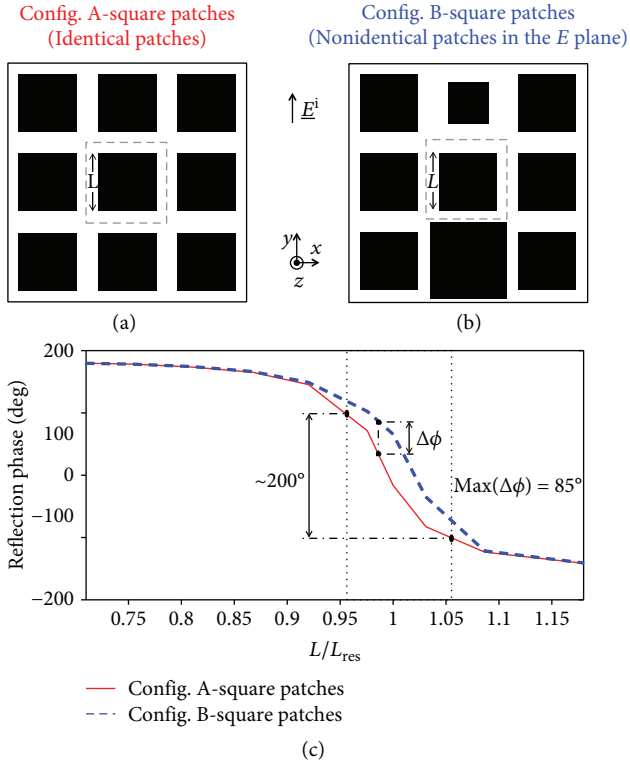 Config. A-square patches
(Identical patches)
Config. B-square patches
(Nonidentical patches in the E plane)
L
E^i
L
y
x
z
(a)
(b)
200
100
0
−100
−200
Reflection phase (deg)
~200°
Δϕ
Max(Δϕ) = 85°
0.75 0.8 0.85 0.9 0.95 1 1.05 1.1 1.15
L/L_res
Config. A-square patches
Config. B-square patches
(c)